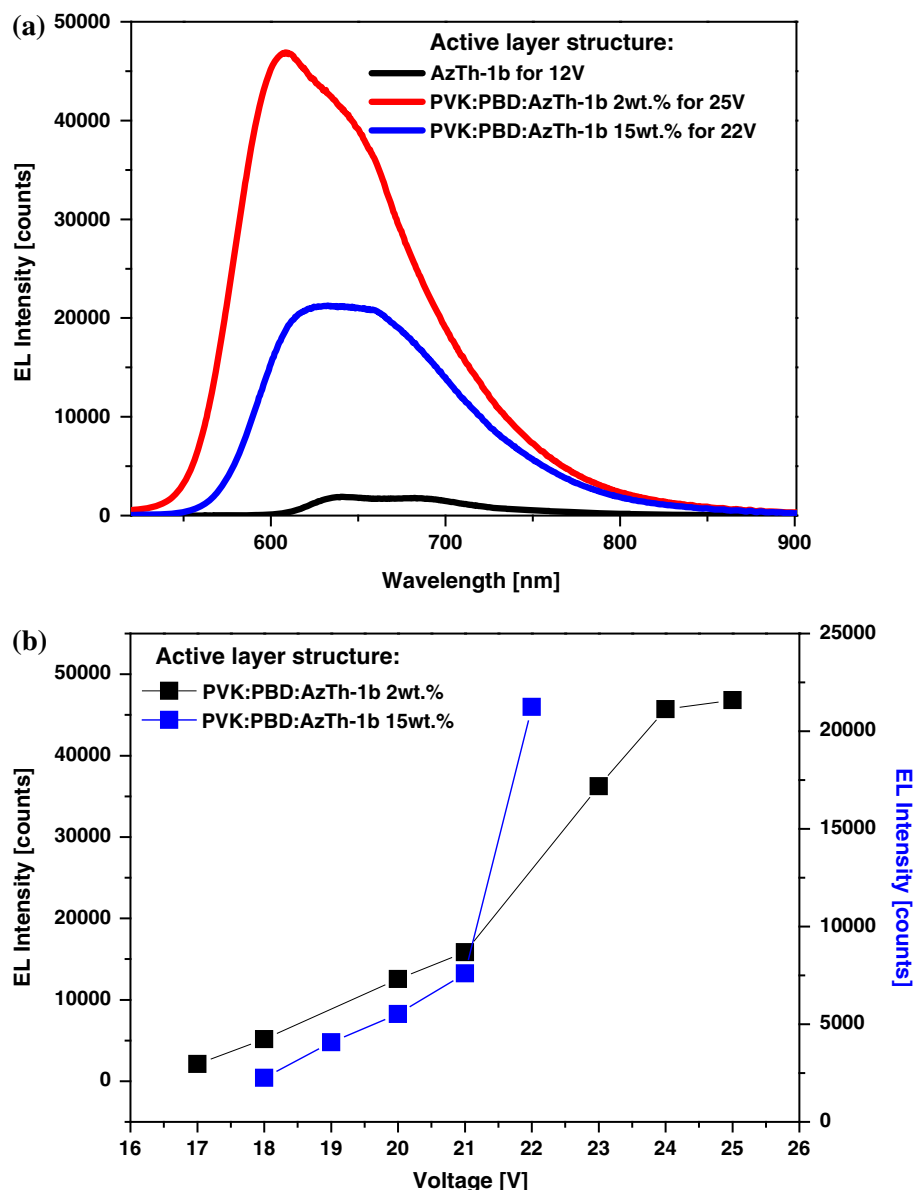 (a)
Active layer structure:
AzTh-1b for 12V
PVK:PBD:AzTh-1b 2wt.% for 25V
PVK:PBD:AzTh-1b 15wt.% for 22V
EL Intensity [counts]
50000
40000
30000
20000
10000
0
600
700
800
900
Wavelength [nm]
(b)
Active layer structure:
PVK:PBD:AzTh-1b 2wt.%
PVK:PBD:AzTh-1b 15wt.%
EL Intensity [counts]
50000
40000
30000
20000
10000
0
EL Intensity [counts]
25000
20000
15000
10000
5000
0
16
17
18
19
20
21
22
23
24
25
26
Voltage [V]